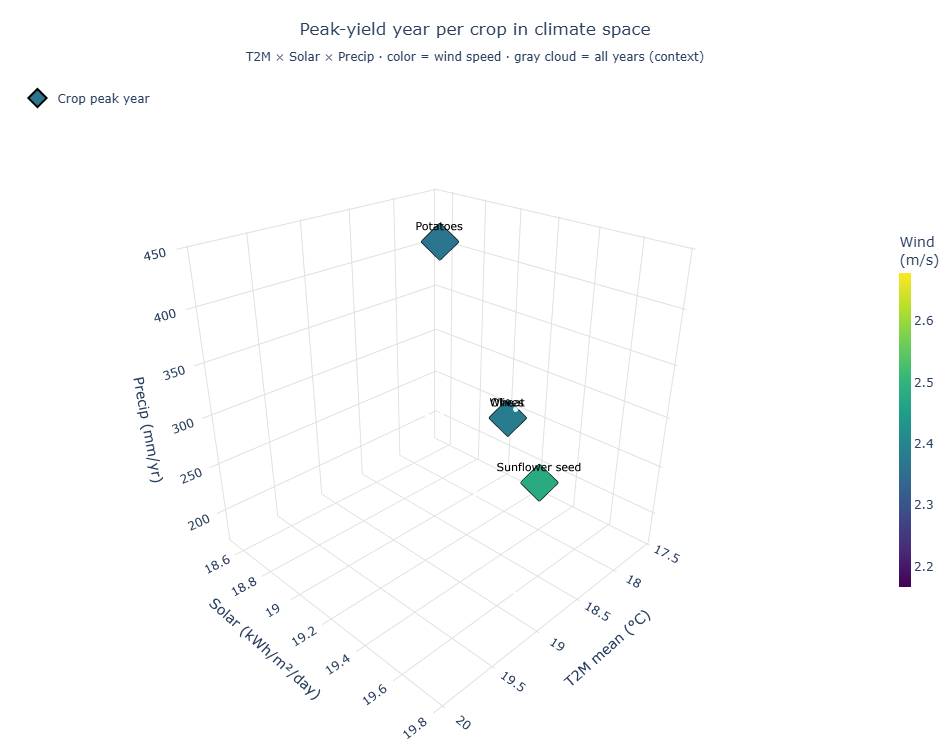 Peak-yield year per crop in climate space
T2M × Solar × Precip · color = wind speed · gray cloud = all years (context)
Crop peak year
Potatoes
Sunflower seed
Wind
(m/s)
2.6
2.5
2.4
2.3
2.2
Precip (mm/yr)
450
400
350
300
250
200
Solar (kWh/m²/day)
18.6
18.8
19
19.2
19.4
19.6
19.8
T2M mean (°C)
17.5
18
18.5
19
19.5
20